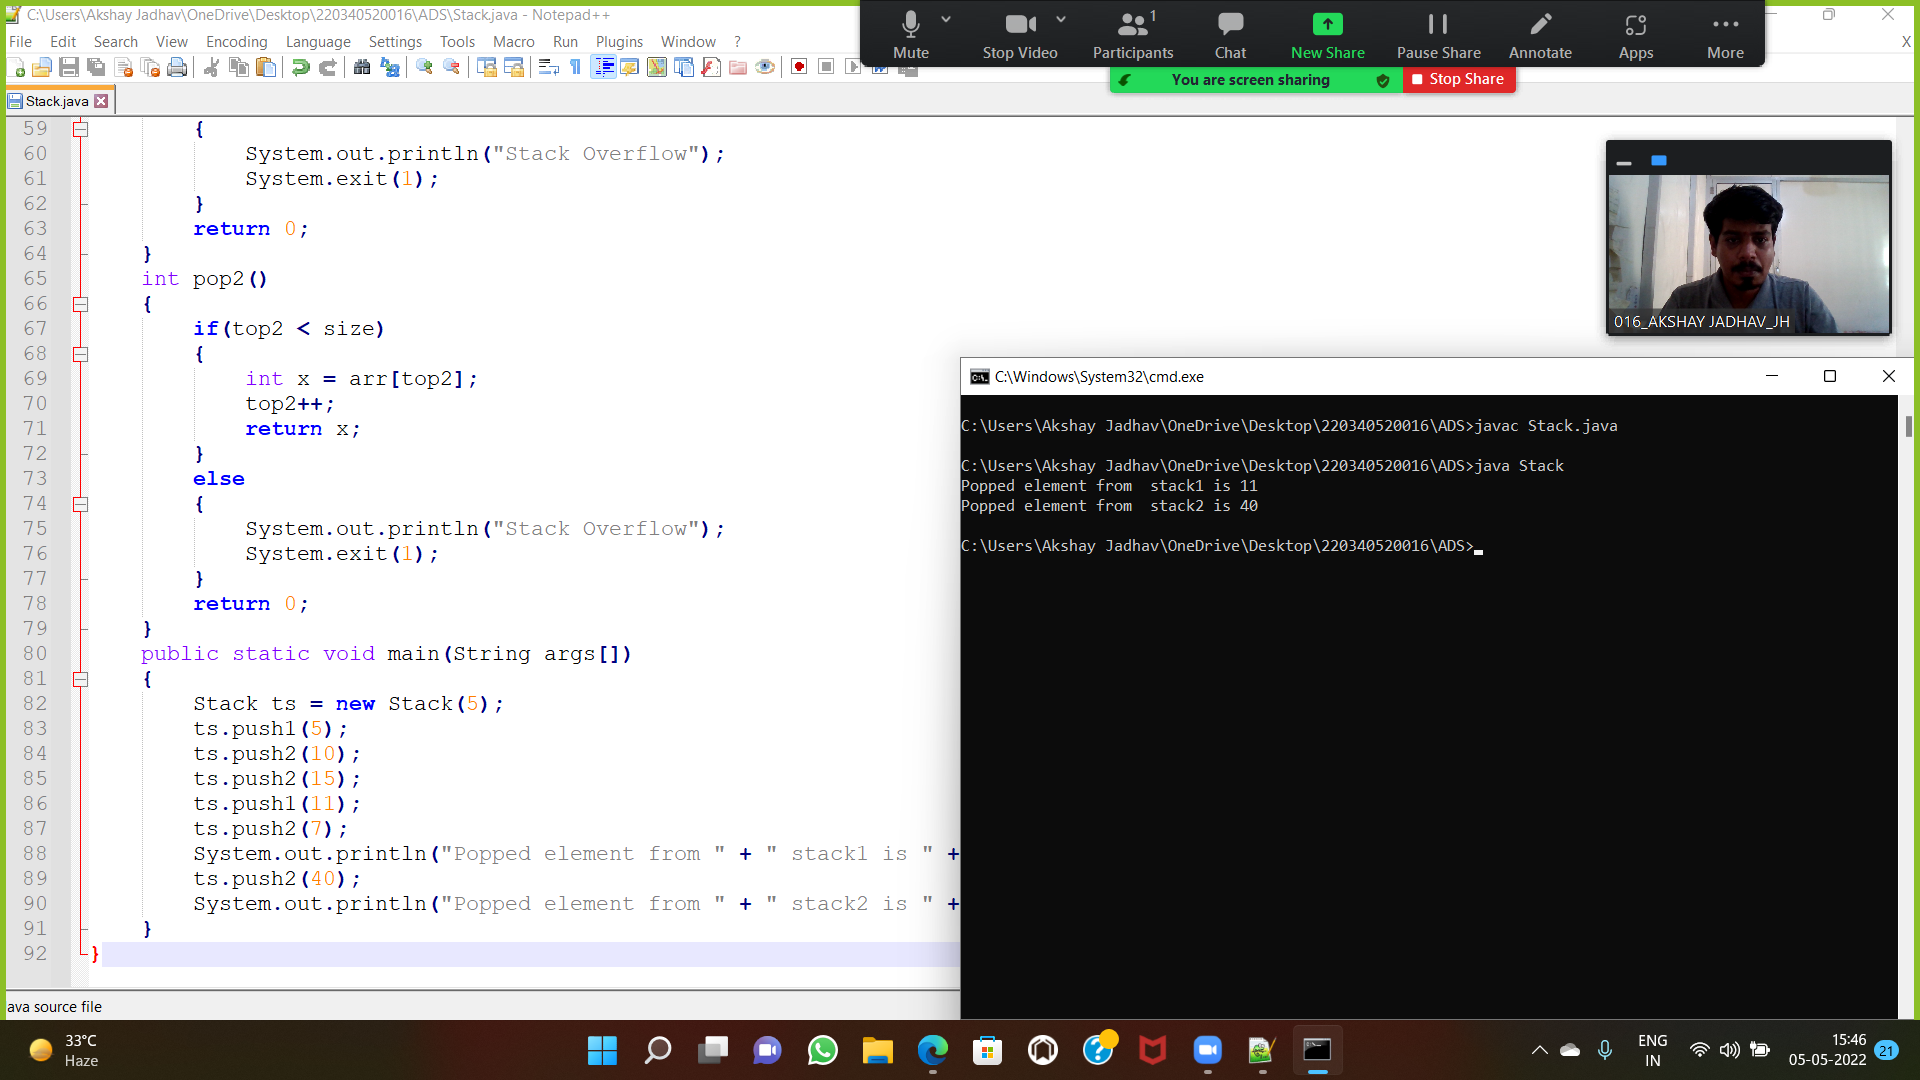 C:\Users\Akshay Jadhav\OneDrive\Desktop\220340520016\ADS\Stack.java - Notepad++
File Edit Search View Encoding Language Settings Tools Macro Run Plugins Window ?
X
Mute
Stop Video
Participants
1
Chat
New Share
Pause Share
Annotate
Apps
More
You are screen sharing
Stop Share
Stack.java
59 {
60 System.out.println("Stack Overflow");
61 System.exit(1);
62 }
63 return 0;
64 }
65 int pop2()
66 {
67 if(top2 < size)
68 {
69 int x = arr[top2];
70 top2++;
71 return x;
72 }
73 else
74 {
75 System.out.println("Stack Overflow");
76 System.exit(1);
77 }
78 return 0;
79 }
80 public static void main(String args[])
81 {
82 Stack ts = new Stack(5);
83 ts.push1(5);
84 ts.push2(10);
85 ts.push2(15);
86 ts.push1(11);
87 ts.push2(7);
88 System.out.println("Popped element from " + " stack1 is " +
89 ts.push2(40);
90 System.out.println("Popped element from " + " stack2 is " +
91 }
92 }
016_AKSHAY JADHAV_JH
C:\Windows\System32\cmd.exe
C:\Users\Akshay Jadhav\OneDrive\Desktop\220340520016\ADS>javac Stack.java
C:\Users\Akshay Jadhav\OneDrive\Desktop\220340520016\ADS>java Stack
Popped element from  stack1 is 11
Popped element from  stack2 is 40
C:\Users\Akshay Jadhav\OneDrive\Desktop\220340520016\ADS>
ava source file
33°C
Haze
ENG
IN
15:46
05-05-2022
21